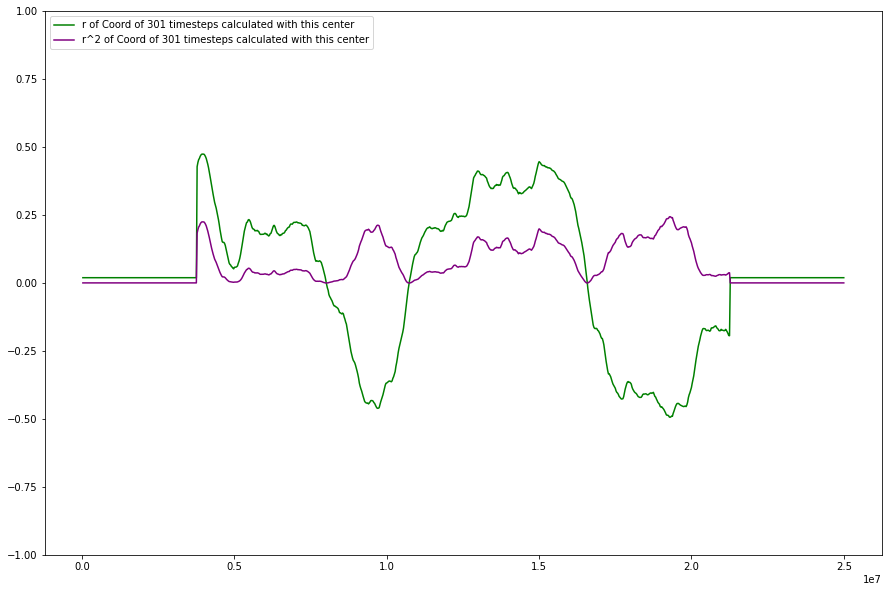 1.00
r of Coord of 301 timesteps calculated with this center
r^2 of Coord of 301 timesteps calculated with this center
0.75
0.50
0.25
0.00
−0.25
−0.50
−0.75
−1.00
0.0 0.5 1.0 1.5 2.0 2.5
1e7